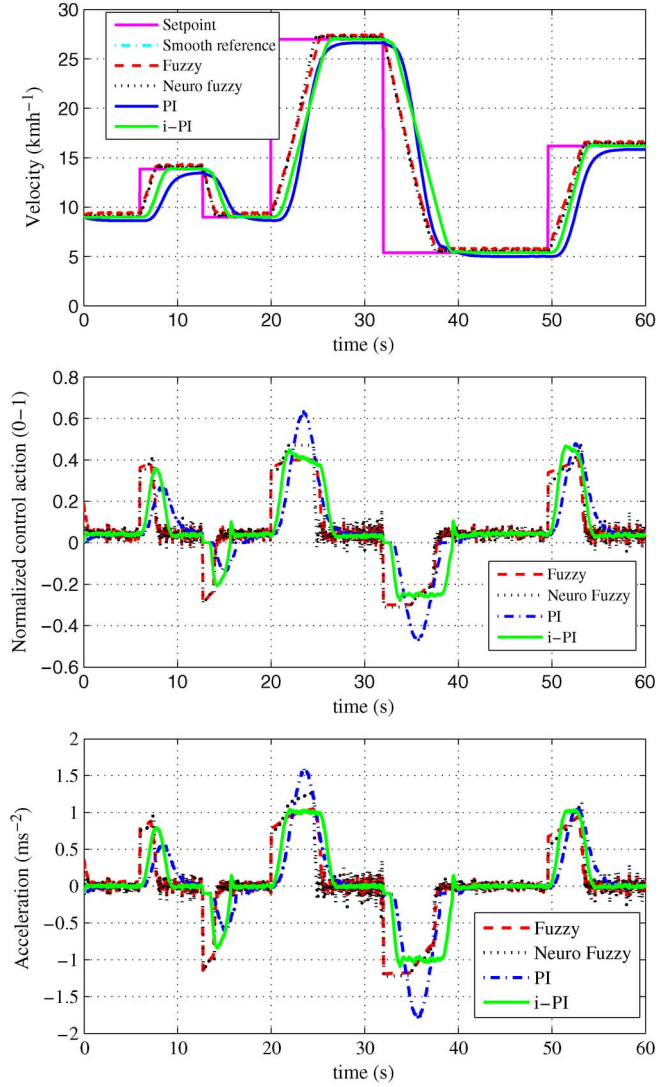 30
25
20
15
10
5
0
Velocity (kmh⁻¹)
Setpoint
Smooth reference
Fuzzy
Neuro fuzzy
PI
i−PI
0 10 20 30 40 50 60
time (s)
0.8
0.6
0.4
0.2
0
−0.2
−0.4
−0.6
Normalized control action (0−1)
Fuzzy
Neuro Fuzzy
PI
i−PI
0 10 20 30 40 50 60
time (s)
2
1.5
1
0.5
0
−0.5
−1
−1.5
−2
Acceleration (ms⁻²)
Fuzzy
Neuro Fuzzy
PI
i−PI
0 10 20 30 40 50 60
time (s)